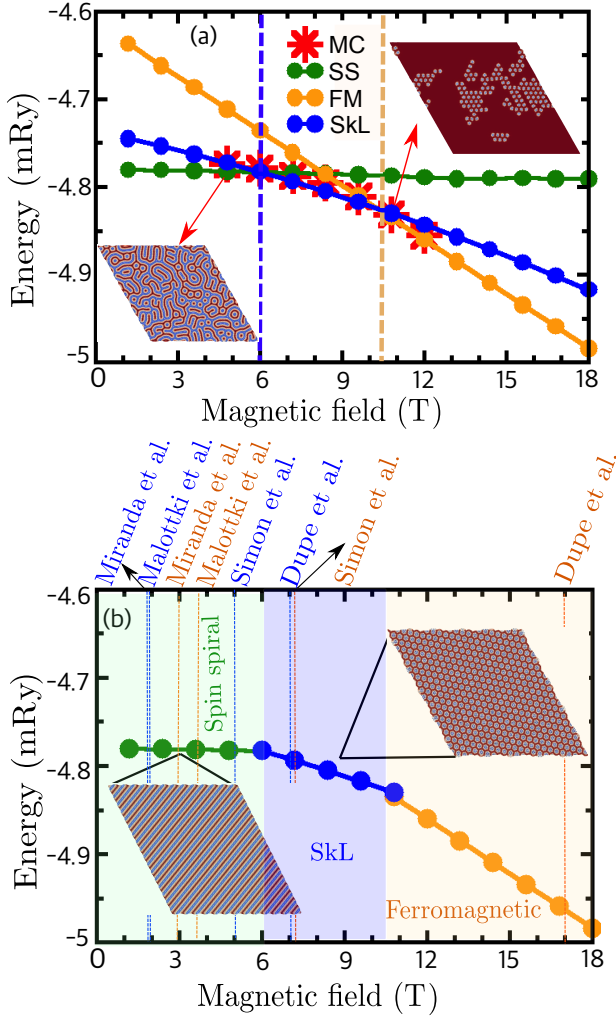 (a)
MC
SS
FM
SkL
Energy (mRy)
-4.6
-4.7
-4.8
-4.9
-5
0 3 6 9 12 15 18
Magnetic field (T)
Miranda et al.
Malottki et al.
Miranda et al.
Malottki et al.
Simon et al.
Dupe et al.
Simon et al.
Dupe et al.
(b)
Energy (mRy)
-4.6
-4.7
-4.8
-4.9
-5
Spin spiral
SkL
Ferromagnetic
0 3 6 9 12 15 18
Magnetic field (T)